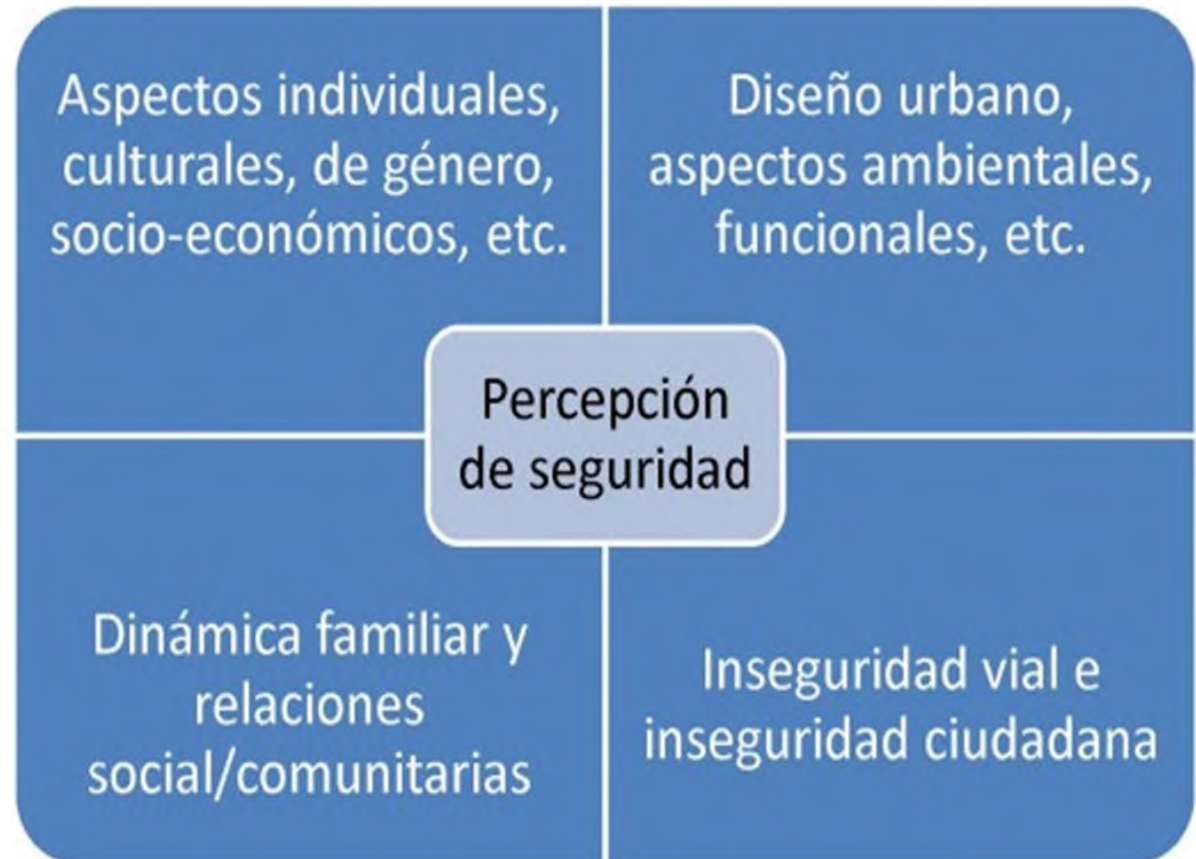 Aspectos individuales,
culturales, de género,
socio-económicos, etc.
Diseño urbano,
aspectos ambientales,
funcionales, etc.
Percepción
de seguridad
Dinámica familiar y
relaciones
social/comunitarias
Inseguridad vial e
inseguridad ciudadana